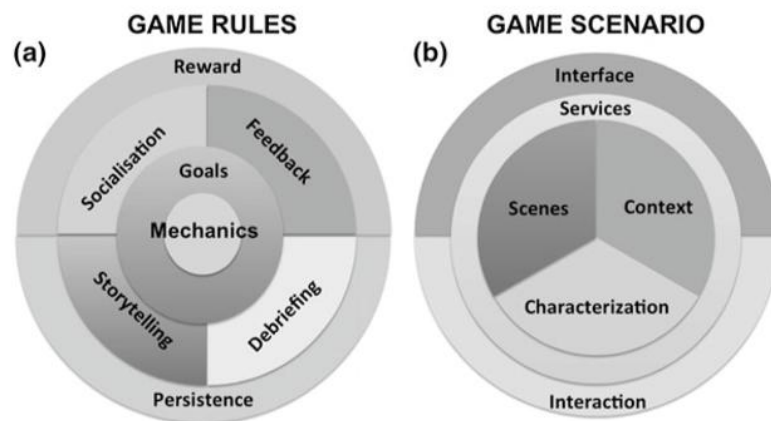 GAME RULES
(a)
Reward
Socialisation
Feedback
Goals
Mechanics
Storytelling
Debriefing
Persistence
GAME SCENARIO
(b)
Interface
Services
Scenes
Context
Characterization
Interaction